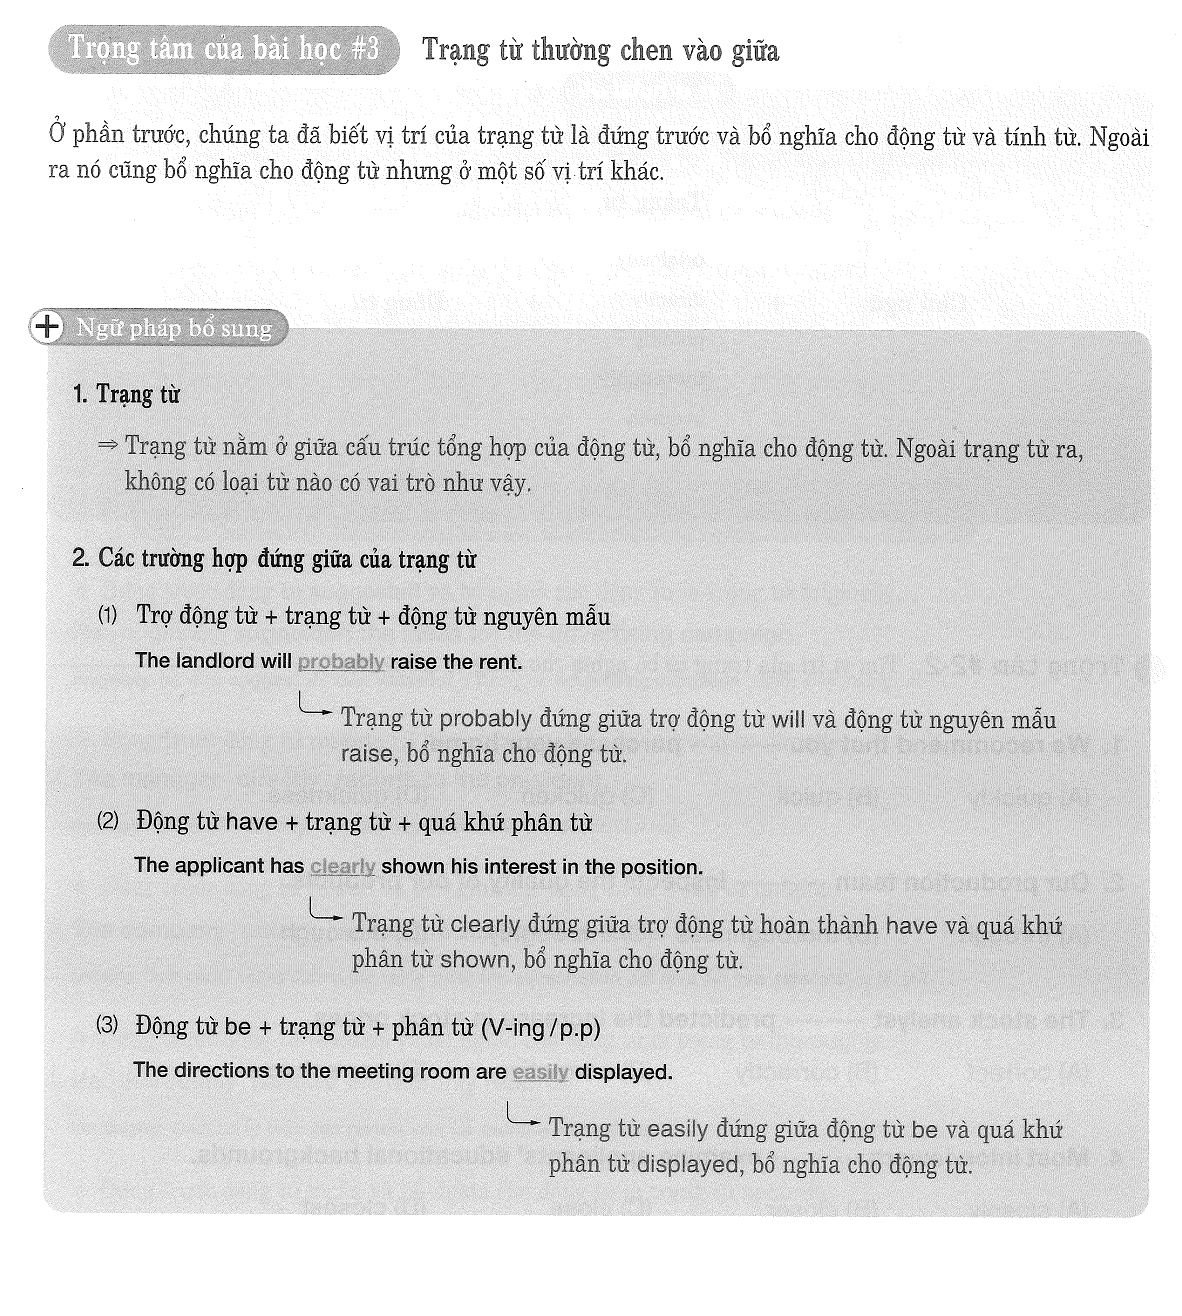 Trọng tâm của bài học #3 Trạng từ thường chen vào giữa
Ở phần trước, chúng ta đã biết vị trí của trạng từ là đứng trước và bổ nghĩa cho động từ và tính từ. Ngoài
ra nó cũng bổ nghĩa cho động từ nhưng ở một số vị trí khác.
+ Ngữ pháp bổ sung
1. Trạng từ
⇒ Trạng từ nằm ở giữa cấu trúc tổng hợp của động từ, bổ nghĩa cho động từ. Ngoài trạng từ ra,
không có loại từ nào có vai trò như vậy.
2. Các trường hợp đứng giữa của trạng từ
(1) Trợ động từ + trạng từ + động từ nguyên mẫu
The landlord will probably raise the rent.
Trạng từ probably đứng giữa trợ động từ will và động từ nguyên mẫu
raise, bổ nghĩa cho động từ.
(2) Động từ have + trạng từ + quá khứ phân từ
The applicant has clearly shown his interest in the position.
Trạng từ clearly đứng giữa trợ động từ hoàn thành have và quá khứ
phân từ shown, bổ nghĩa cho động từ.
(3) Động từ be + trạng từ + phân từ (V-ing / p.p)
The directions to the meeting room are easily displayed.
Trạng từ easily đứng giữa động từ be và quá khứ
phân từ displayed, bổ nghĩa cho động từ.